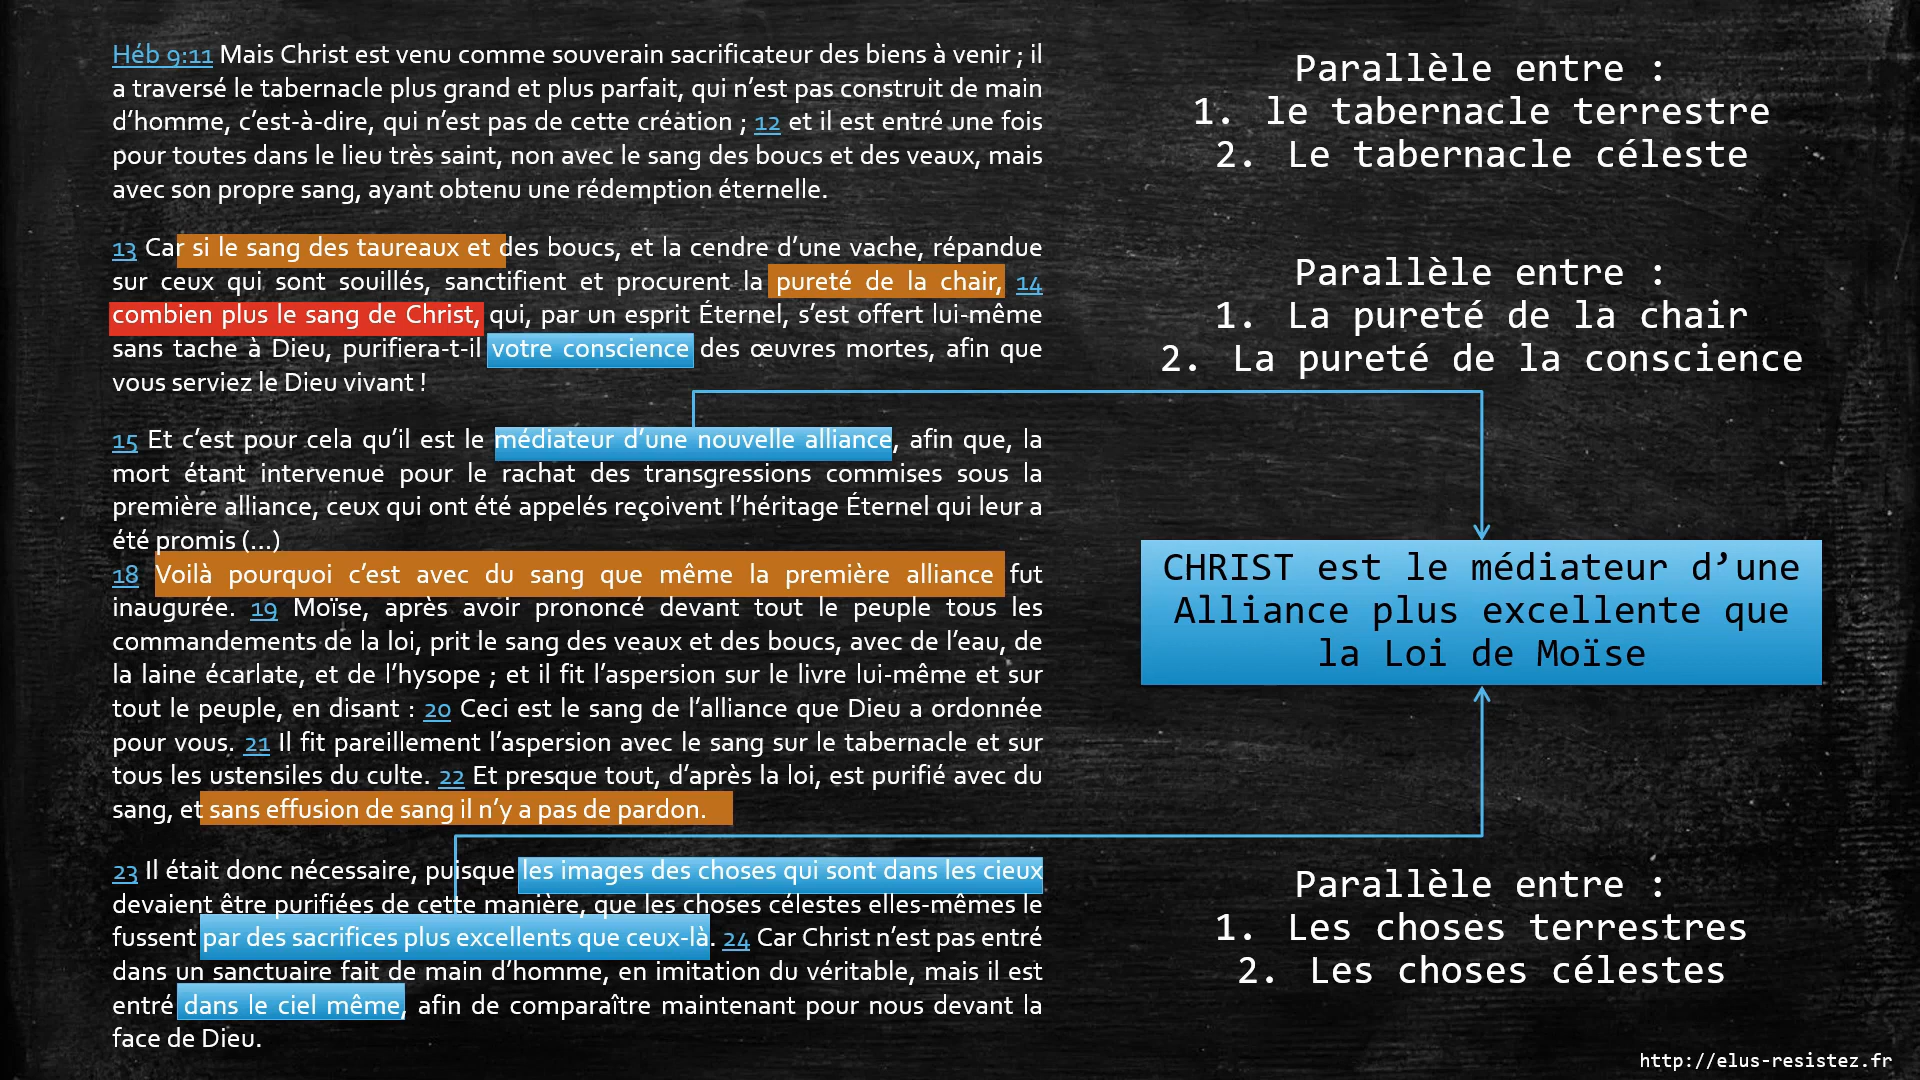 Héb 9:11 Mais Christ est venu comme souverain sacrificateur des biens à venir ; il
a traversé le tabernacle plus grand et plus parfait, qui n’est pas construit de main
d’homme, c’est-à-dire, qui n’est pas de cette création ; 12 et il est entré une fois
pour toutes dans le lieu très saint, non avec le sang des boucs et des veaux, mais
avec son propre sang, ayant obtenu une rédemption éternelle.
13 Car si le sang des taureaux et des boucs, et la cendre d’une vache, répandue
sur ceux qui sont souillés, sanctifient et procurent la pureté de la chair, 14
combien plus le sang de Christ, qui, par un esprit Éternel, s’est offert lui-même
sans tache à Dieu, purifiera-t-il votre conscience des œuvres mortes, afin que
vous serviez le Dieu vivant !
15 Et c’est pour cela qu’il est le médiateur d’une nouvelle alliance, afin que, la
mort étant intervenue pour le rachat des transgressions commises sous la
première alliance, ceux qui ont été appelés reçoivent l’héritage Éternel qui leur a
été promis (…)
18 Voilà pourquoi c’est avec du sang que même la première alliance fut
inaugurée. 19 Moïse, après avoir prononcé devant tout le peuple tous les
commandements de la loi, prit le sang des veaux et des boucs, avec de l’eau, de
la laine écarlate, et de l’hysope ; et il fit l’aspersion sur le livre lui-même et sur
tout le peuple, en disant : 20 Ceci est le sang de l’alliance que Dieu a ordonnée
pour vous. 21 Il fit pareillement l’aspersion avec le sang sur le tabernacle et sur
tous les ustensiles du culte. 22 Et presque tout, d’après la loi, est purifié avec du
sang, et sans effusion de sang il n’y a pas de pardon.
23 Il était donc nécessaire, puisque les images des choses qui sont dans les cieux
devaient être purifiées de cette manière, que les choses célestes elles-mêmes le
fussent par des sacrifices plus excellents que ceux-là. 24 Car Christ n’est pas entré
dans un sanctuaire fait de main d’homme, en imitation du véritable, mais il est
entré dans le ciel même, afin de comparaître maintenant pour nous devant la
face de Dieu.
Parallèle entre :
1. le tabernacle terrestre
2. Le tabernacle céleste
Parallèle entre :
1. La pureté de la chair
2. La pureté de la conscience
CHRIST est le médiateur d’une
Alliance plus excellente que
la Loi de Moïse
Parallèle entre :
1. Les choses terrestres
2. Les choses célestes
http://elus-resistez.fr